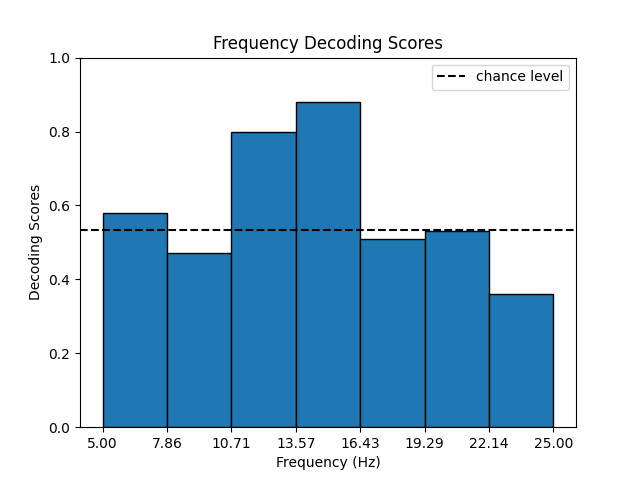 Frequency Decoding Scores
1.0
0.8
0.6
0.4
0.2
0.0
Decoding Scores
chance level
5.00 7.86 10.71 13.57 16.43 19.29 22.14 25.00
Frequency (Hz)